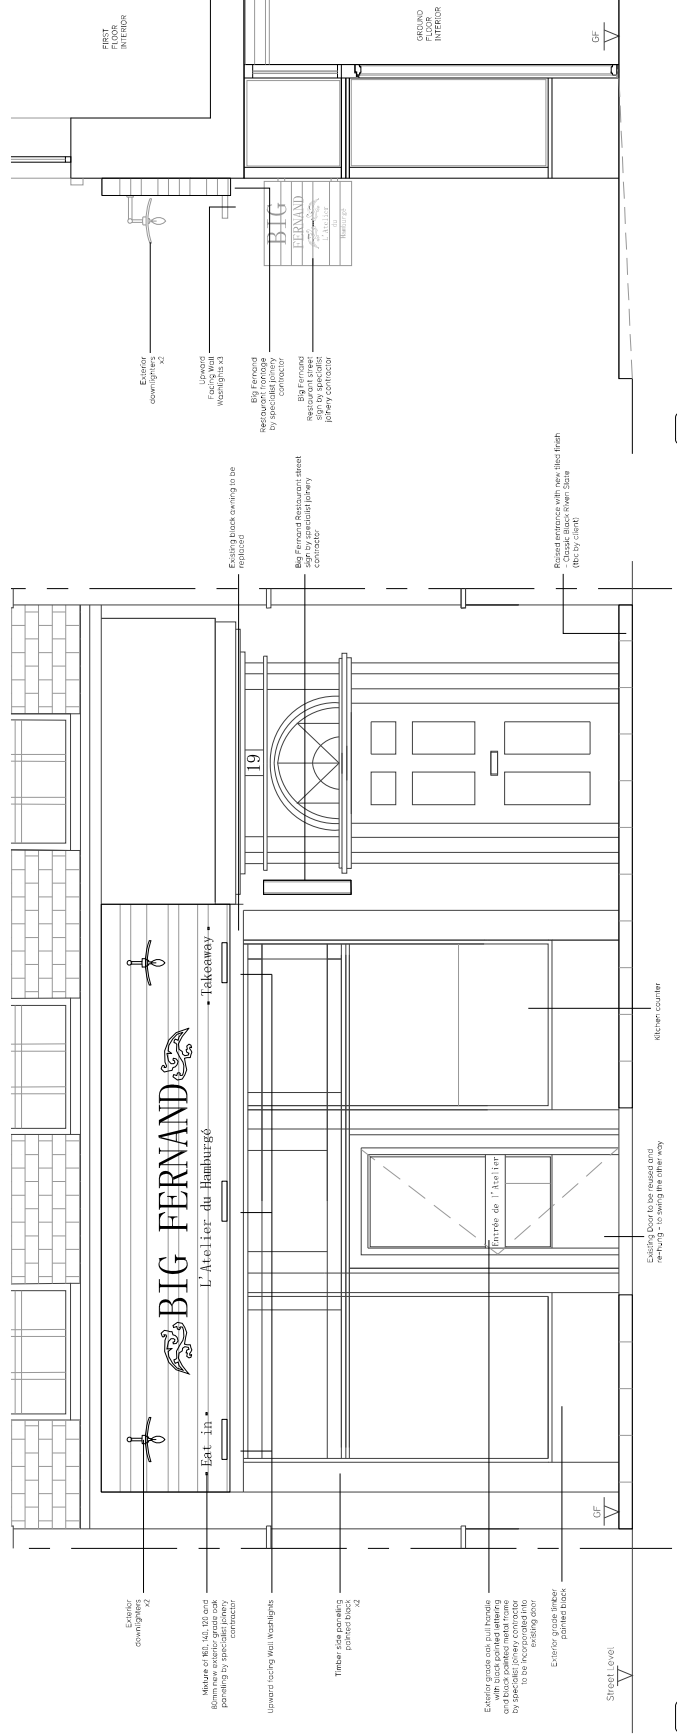 FIRST
FLOOR
INTERIOR
GROUND
FLOOR
INTERIOR
GF
BIG
FERNAND
L'Atelier
du
Hamburgé
Exterior
downlighters
x2
Upward
Facing Wall
Washlights x3
Big Fernand
Restaurant frontage
by specialist joinery
contractor
Big Fernand
Restaurant street
sign by specialist
joinery contractor
Existing black awning to be
replaced
Big Fernand Restaurant street
sign by specialist joinery
contractor
Raised entrance with new tiled finish
- Classic Black Riven Slate
(tbc by client)
19
BIG FERNAND
- Eat in -
L'Atelier du Hamburgé
- Takeaway -
Entrée de l'Atelier
Kitchen counter
Existing Door to be reused and
re-hung - to swing the other way
GF
Street Level
Exterior
downlighters
x2
Mixture of 160, 140, 120 and
80mm new exterior grade oak
paneling by specialist joinery
contractor
Upward facing Wall Washlights
Timber side paneling
painted black
x2
Exterior grade oak pull handle
with black painted lettering
and black painted metal frame
by specialist joinery contractor
to be incorporated into
existing door
Exterior grade timber
painted black